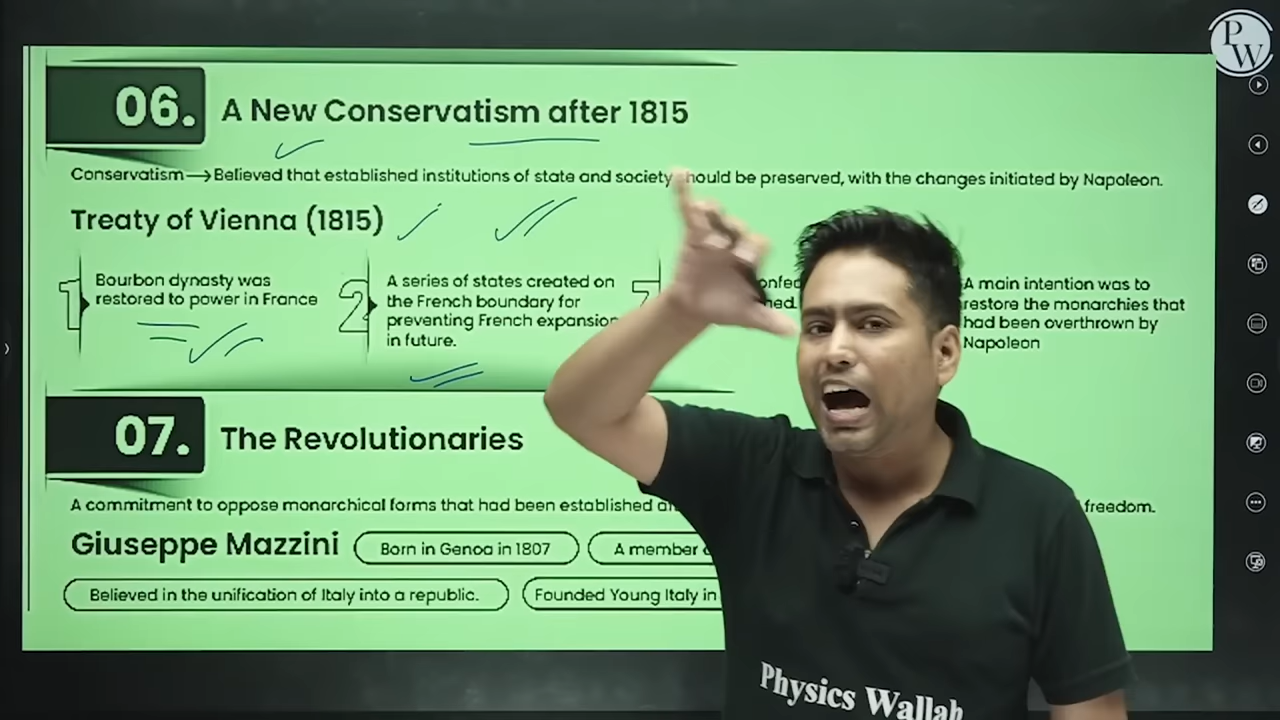 PW
06.
A New Conservatism after 1815
Conservatism→Believed that established institutions of state and society should be preserved, with the changes initiated by Napoleon.
Treaty of Vienna (1815)
1
Bourbon dynasty was
restored to power in France
2
A series of states created on
the French boundary for
preventing French expansion
in future.
A main intention was to
restore the monarchies that
had been overthrown by
Napoleon
07.
The Revolutionaries
A commitment to oppose monarchical forms that had been established freedom.
Giuseppe Mazzini
Born in Genoa in 1807
A member
Believed in the unification of Italy into a republic.
Founded Young Italy in
Physics Wallah